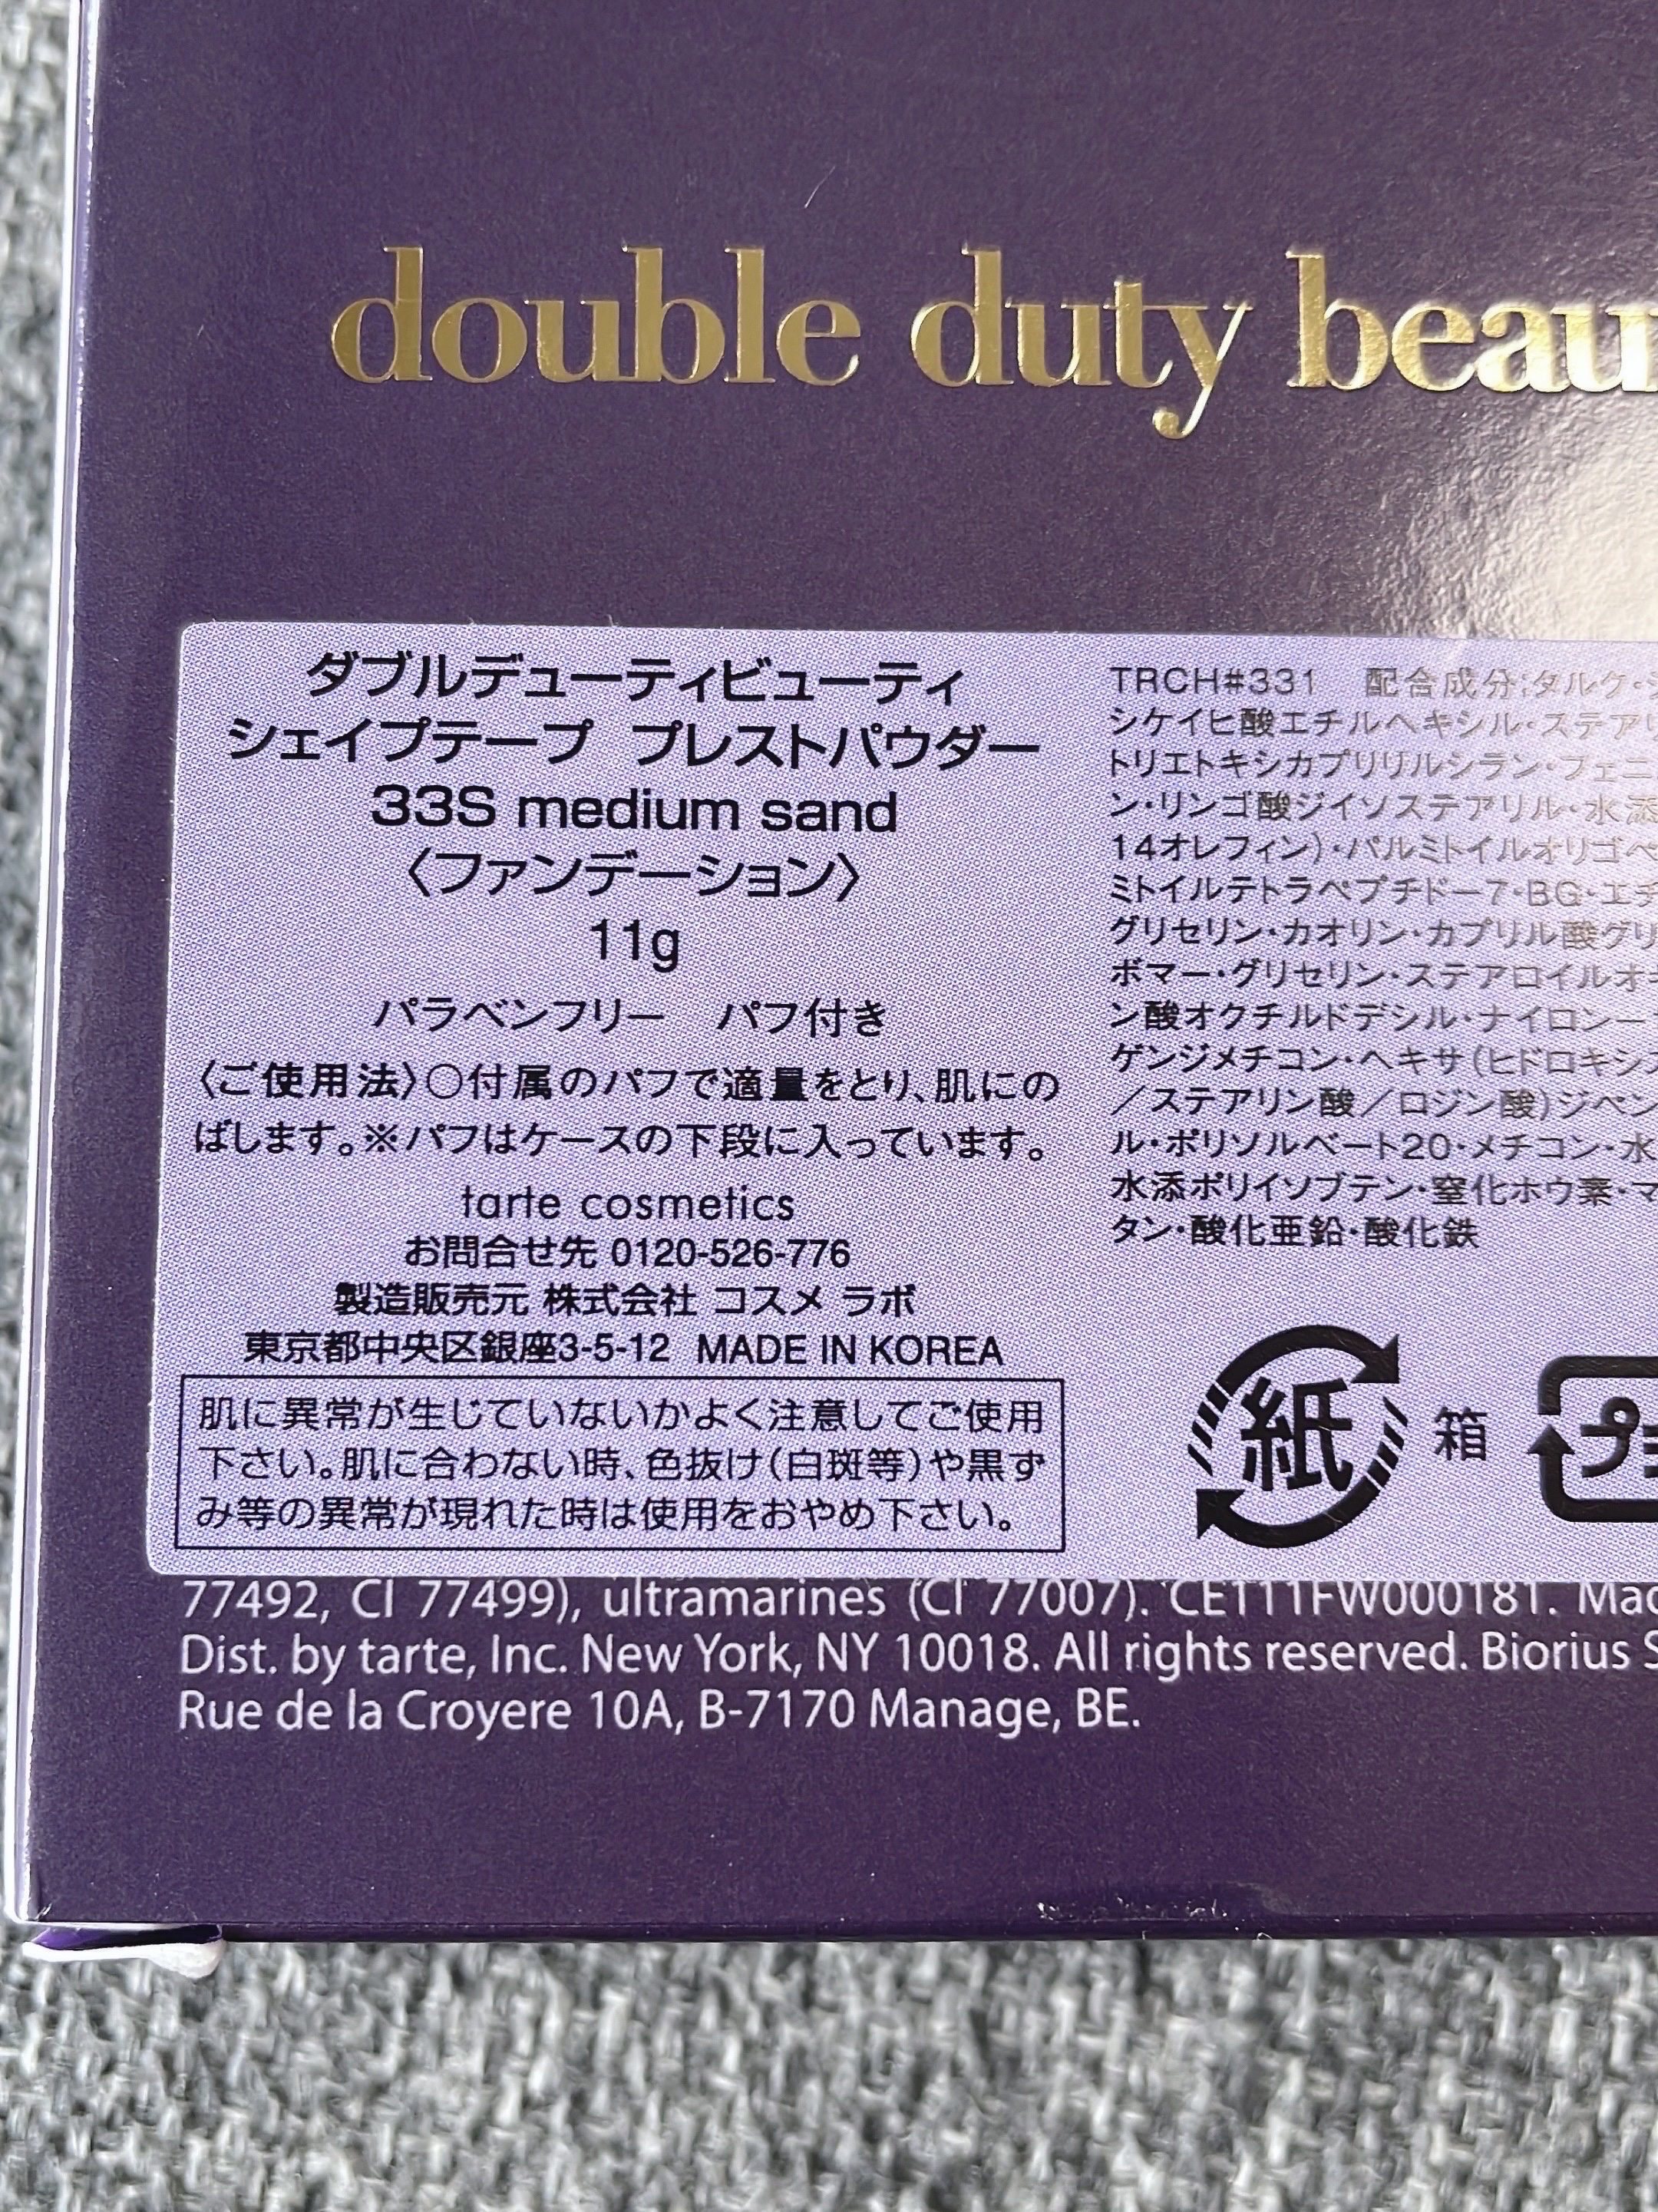 double duty beau
ダブルデューティビューティ
シェイプテープ プレストパウダー
33S medium sand
〈ファンデーション〉
11g
パラベンフリー パフ付き
〈ご使用法〉○付属のパフで適量をとり、肌にの
ばします。※パフはケースの下段に入っています。
tarte cosmetics
お問合せ先 0120-526-776
製造販売元 株式会社 コスメ ラボ
東京都中央区銀座3-5-12 MADE IN KOREA
肌に異常が生じていないかよく注意してご使用
下さい。肌に合わない時、色抜け(白斑等)や黒ず
み等の異常が現れた時は使用をおやめ下さい。
TRCH#331 配合成分:タルク・
シケイヒ酸エチルヘキシル・ステアリ
トリエトキシカプリリルシラン・フェニ
ン・リンゴ酸ジイソステアリル・水添
14オレフィン)・パルミトイルオリゴペ
ミトイルテトラペプチドー7・BG・エチ
グリセリン・カオリン・カプリル酸グリ
ボマー・グリセリン・ステアロイルオキ
ン酸オクチルドデシル・ナイロンー
ゲンジメチコン・ヘキサ(ヒドロキシス
/ステアリン酸/ロジン酸)ジペン
ル・ポリソルベート20・メチコン・水
水添ポリイソブテン・窒化ホウ素・マ
タン・酸化亜鉛・酸化鉄
紙 箱
プ
77492, CI 77499), ultramarines (CI 77007). CE111FW000181. Mad
Dist. by tarte, Inc. New York, NY 10018. All rights reserved. Biorius S
Rue de la Croyere 10A, B-7170 Manage, BE.